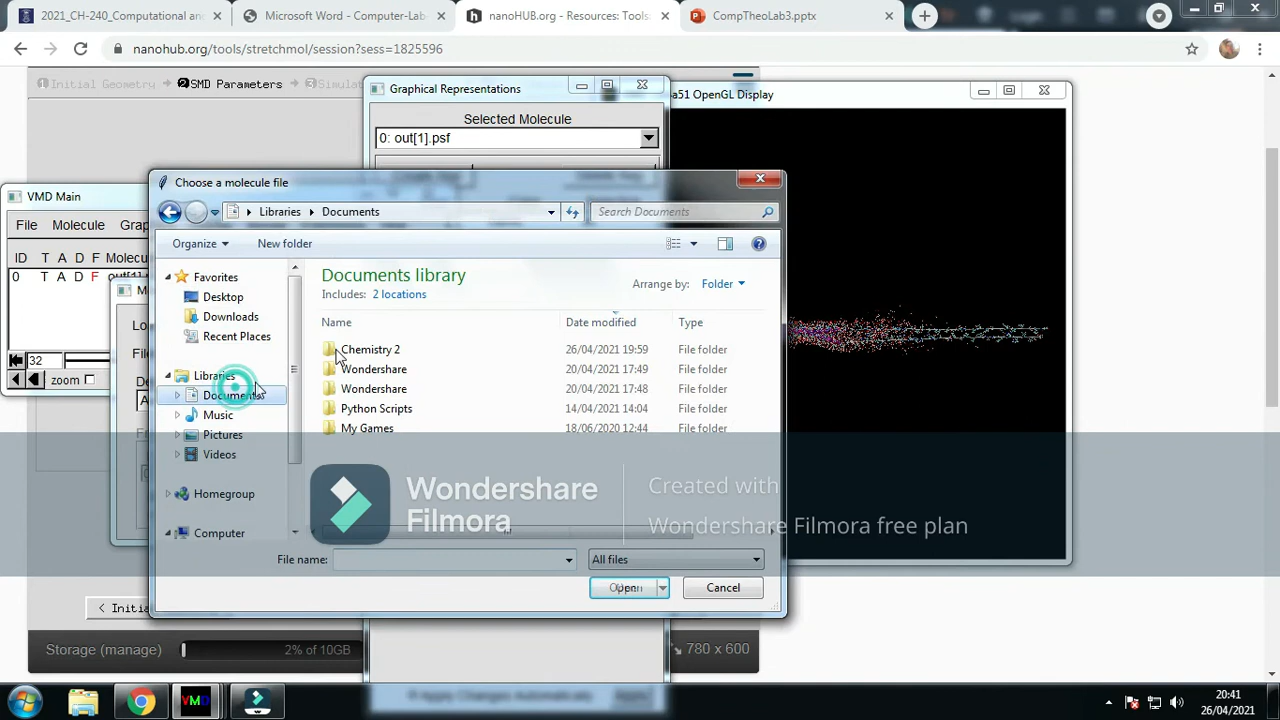 2021_CH-240_Computational and
Microsoft Word - Computer-Lab-
nanoHUB.org - Resources: Tools:
CompTheoLab3.pptx
nanohub.org/tools/stretchmol/session?sess=1825596
Initial Geometry
SMD Parameters
Graphical Representations
a51 OpenGL Display
Selected Molecule
0: out[1].psf
Choose a molecule file
VMD Main
Libraries
Documents
Search Documents
File
Molecule
Organize
New folder
ID
T
A
D
F
0
T
A
D
F
Favorites
Desktop
Downloads
Recent Places
Libraries
Documents
Music
Pictures
Videos
Homegroup
Computer
Documents library
Includes: 2 locations
Arrange by:
Folder
Name
Date modified
Type
Chemistry 2
26/04/2021 19:59
File folder
Wondershare
20/04/2021 17:49
File folder
Wondershare
20/04/2021 17:48
File folder
Python Scripts
14/04/2021 14:04
File folder
My Games
18/06/2020 12:44
File folder
32
zoom
Wondershare
Filmora
Created with
Wondershare Filmora free plan
File name:
All files
Open
Cancel
Storage (manage)
2% of 10GB
780 x 600
Apply Changes Automatically
Apply
20:41
26/04/2021